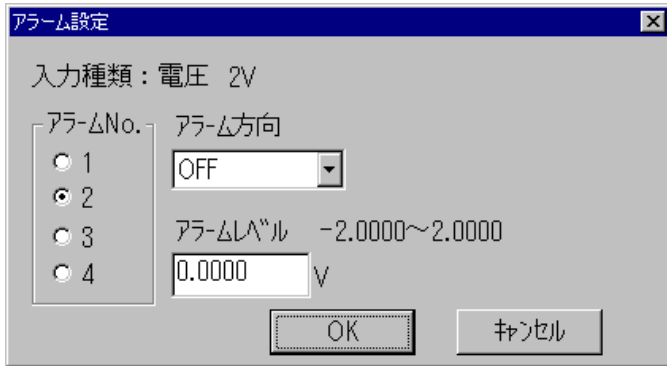 アラーム設定
入力種類：電圧 2V
ｱﾗｰﾑNo.
1
2
3
4
ｱﾗｰﾑ方向
OFF
ｱﾗｰﾑﾚﾍﾞﾙ -2.0000～2.0000
0.0000 V
OK
ｷｬﾝｾﾙ